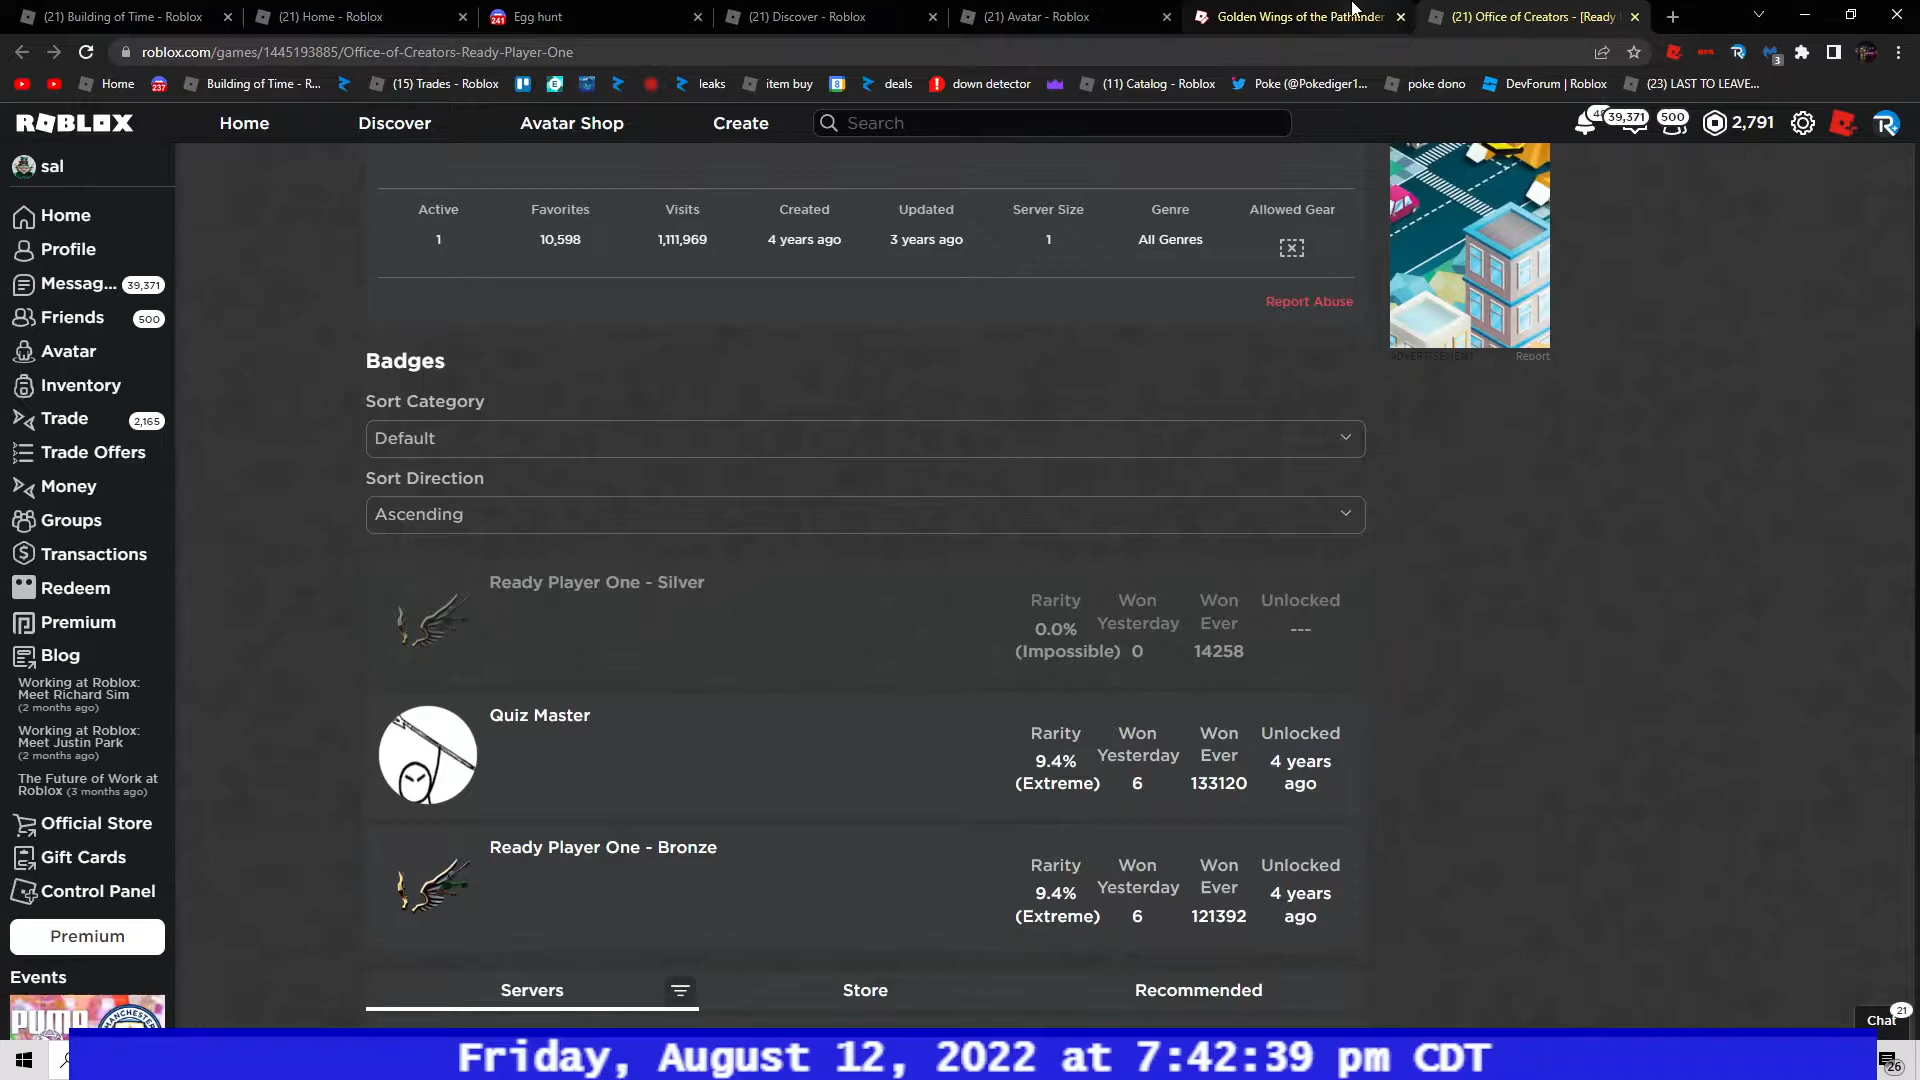 (21) Building of Time - Roblox
(21) Home - Roblox
241
Egg hunt
(21) Discover - Roblox
(21) Avatar - Roblox
Golden Wings of the Pathfinder
(21) Office of Creators - [Ready
roblox.com/games/1445193885/Office-of-Creators-Ready-Player-One
3
Home
237
Building of Time - R...
(15) Trades - Roblox
leaks
item buy
deals
down detector
(11) Catalog - Roblox
Poke (@Pokediger1...
poke dono
DevForum | Roblox
(23) LAST TO LEAVE...
ROBLOX
Home
Discover
Avatar Shop
Create
Search
39,371
500
2,791
sal
Home
Profile
Messag... 39,371
Friends 500
Avatar
Inventory
Trade 2,165
Trade Offers
Money
Groups
Transactions
Redeem
Premium
Blog
Working at Roblox:
Meet Richard Sim
(2 months ago)
Working at Roblox:
Meet Justin Park
(2 months ago)
The Future of Work at
Roblox (3 months ago)
Official Store
Gift Cards
Control Panel
Premium
Events
PUMA
MANCHESTER
Active Favorites Visits Created Updated Server Size Genre Allowed Gear
1 10,598 1,111,969 4 years ago 3 years ago 1 All Genres
Report Abuse
ADVERTISEMENT
Report
Badges
Sort Category
Default
Sort Direction
Ascending
Ready Player One - Silver
Rarity Won Yesterday Won Ever Unlocked
0.0% (Impossible) 0 14258 ---
Quiz Master
Rarity Won Yesterday Won Ever Unlocked
9.4% (Extreme) 6 133120 4 years ago
Ready Player One - Bronze
Rarity Won Yesterday Won Ever Unlocked
9.4% (Extreme) 6 121392 4 years ago
Servers
Store
Recommended
Chat
21
Friday, August 12, 2022 at 7:42:39 pm CDT
26